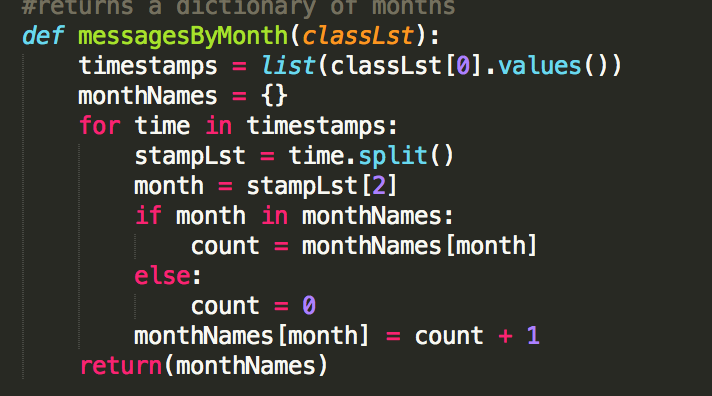 #returns a dictionary of months
def messagesByMonth(classLst):
    timestamps = list(classLst[0].values())
    monthNames = {}
    for time in timestamps:
        stampLst = time.split()
        month = stampLst[2]
        if month in monthNames:
            count = monthNames[month]
        else:
            count = 0
        monthNames[month] = count + 1
    return(monthNames)